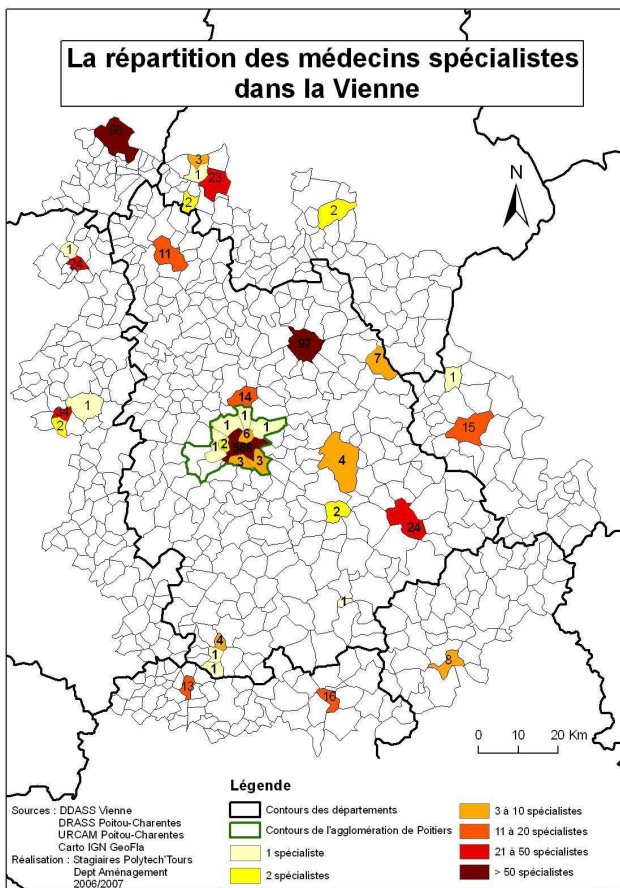 La répartition des médecins spécialistes
dans la Vienne
98
3
1
23
N
2
2
1
24
11
97
7
1
14
1
1
1
1
15
2
6
1
2
568
3
3
4
2
24
1
4
1
1
8
13
16
0
10
20 Km
Légende
Contours des départements
Contours de l'agglomération de Poitiers
1 spécialiste
2 spécialistes
3 à 10 spécialistes
11 à 20 spécialistes
21 à 50 spécialistes
> 50 spécialistes
Sources : DDASS Vienne
DRASS Poitou-Charentes
URCAM Poitou-Charentes
Carto IGN GeoFla
Réalisation : Stagiaires Polytech'Tours
Dept Aménagement
2006/2007